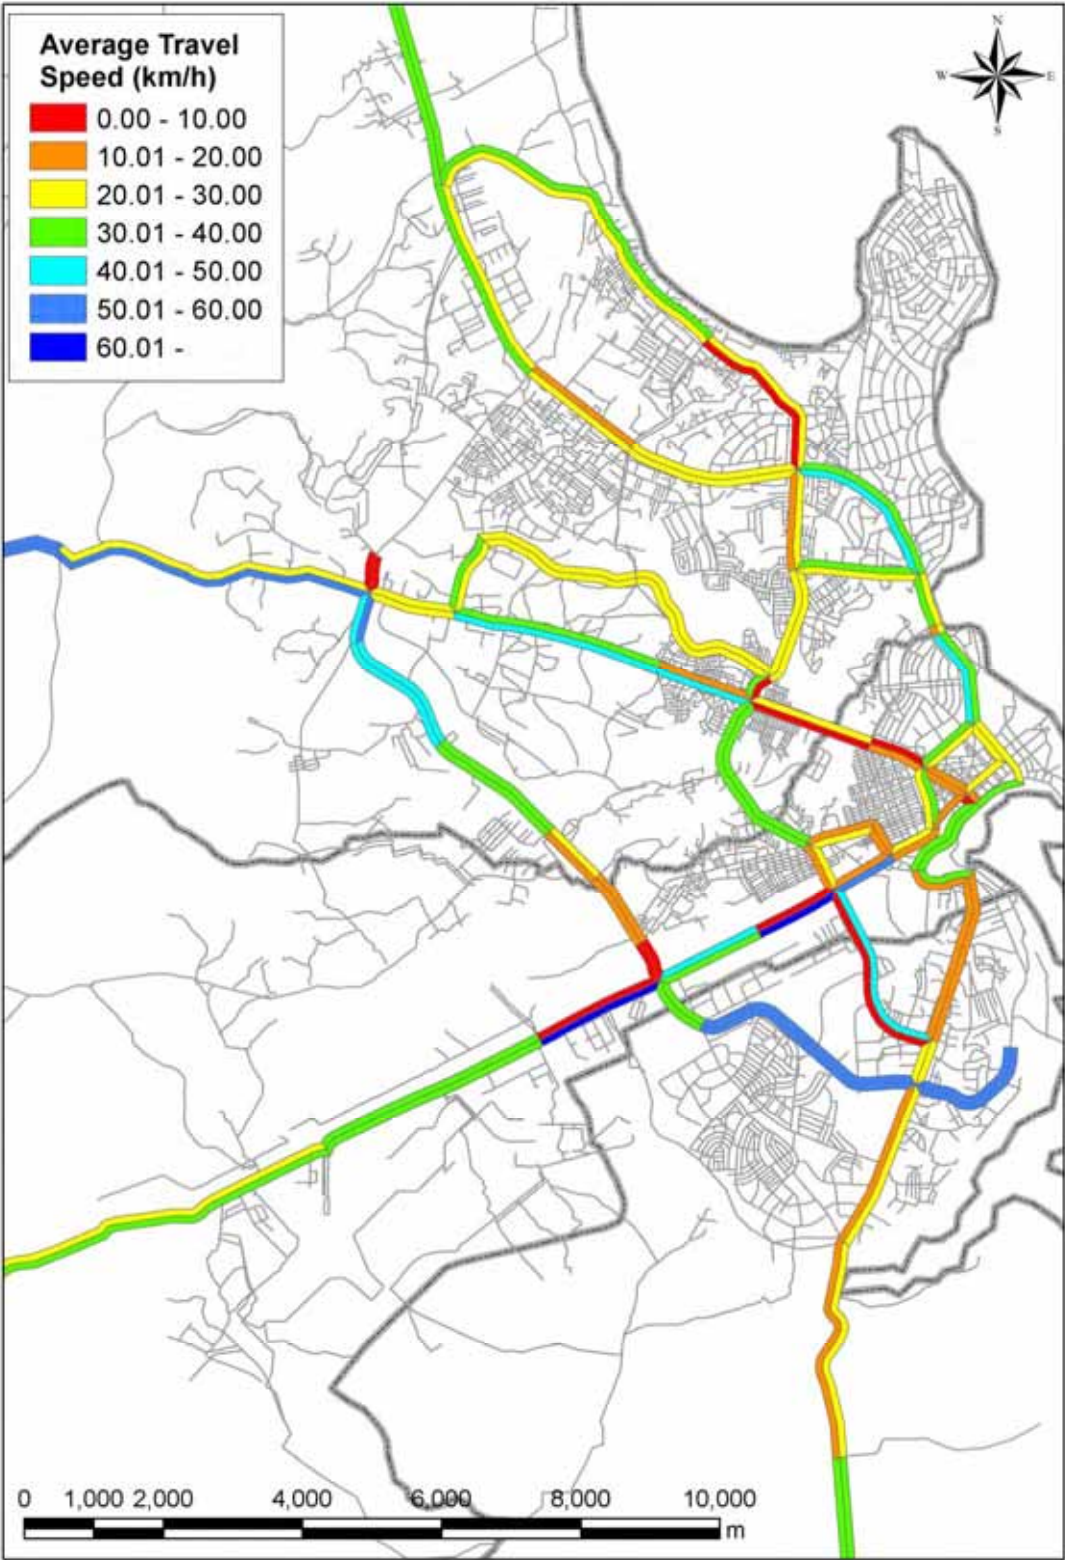 Average Travel
Speed (km/h)
0.00 - 10.00
10.01 - 20.00
20.01 - 30.00
30.01 - 40.00
40.01 - 50.00
50.01 - 60.00
60.01 -
N
W E
S
0 1,000 2,000 4,000 6,000 8,000 10,000
m